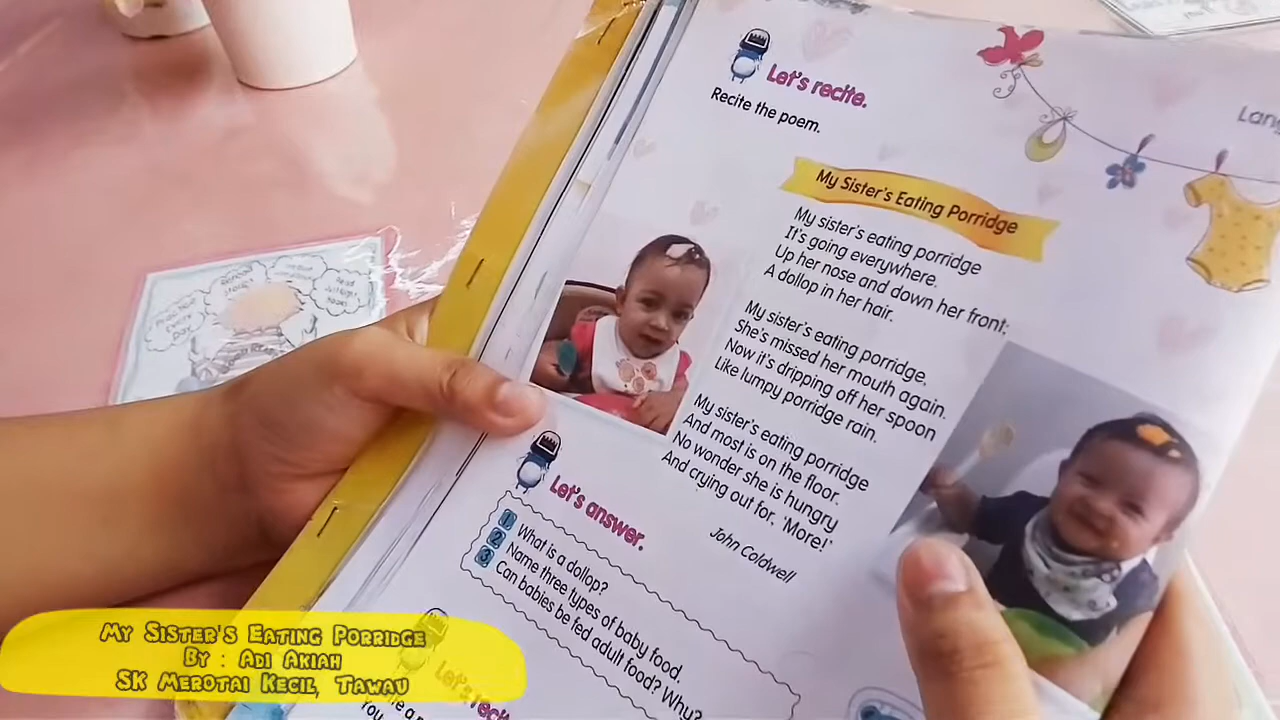 Let's recite.
Recite the poem.
My Sister's Eating Porridge
My sister's eating porridge
It's going everywhere.
Up her nose and down her front:
A dollop in her hair.
My sister's eating porridge,
She's missed her mouth again.
Now it's dripping off her spoon
Like lumpy porridge rain.
My sister's eating porridge
And most is on the floor.
No wonder she is hungry
And crying out for, 'More!'
John Coldwell
Let's answer.
1 What is a dollop?
2 Name three types of baby food.
3 Can babies be fed adult food? Why?
My Sister's Eating Porridge
By : Adi Akiah
SK Merotai Kecil, Tawau